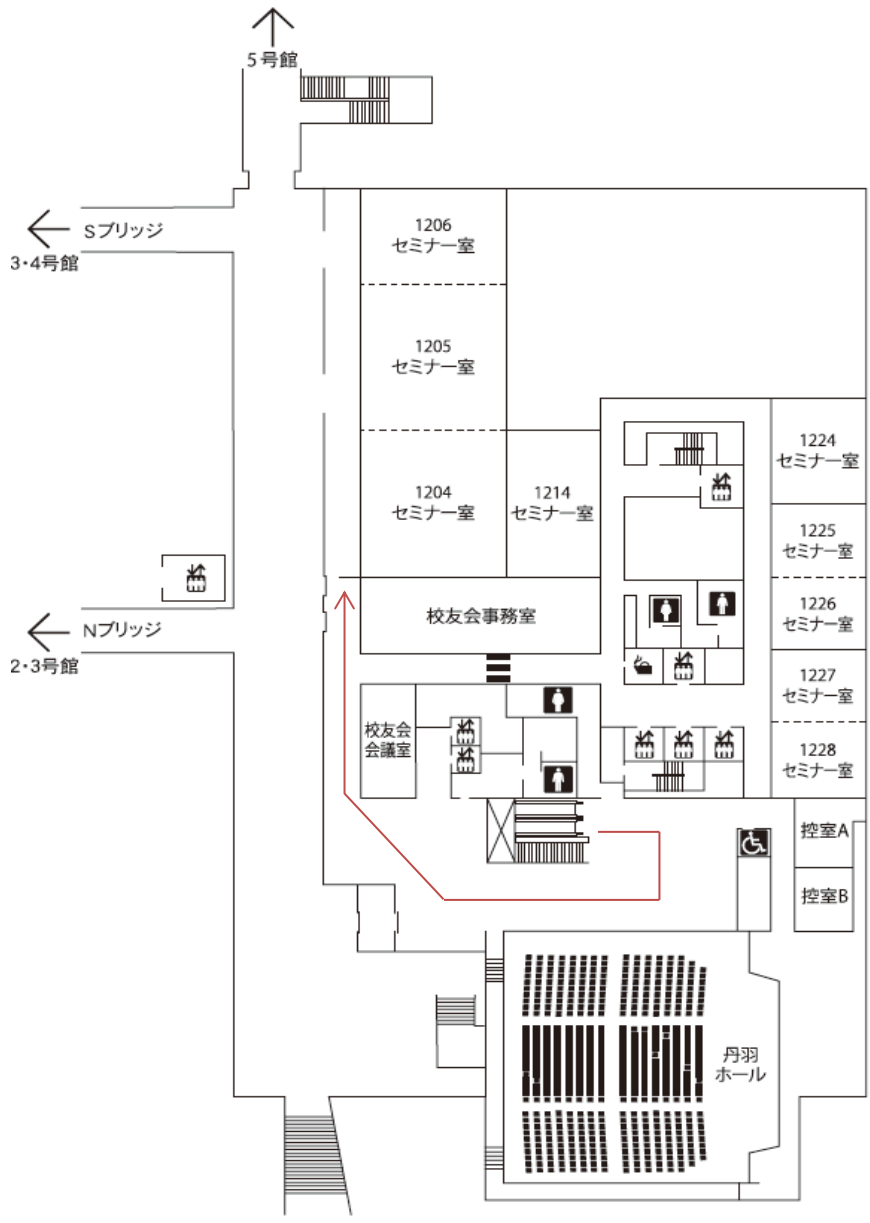 5号館
Sブリッジ
3・4号館
1206
セミナー室
1205
セミナー室
1204
セミナー室
1214
セミナー室
1224
セミナー室
1225
セミナー室
1226
セミナー室
1227
セミナー室
1228
セミナー室
Nブリッジ
2・3号館
校友会事務室
校友会
会議室
控室A
控室B
丹羽
ホール